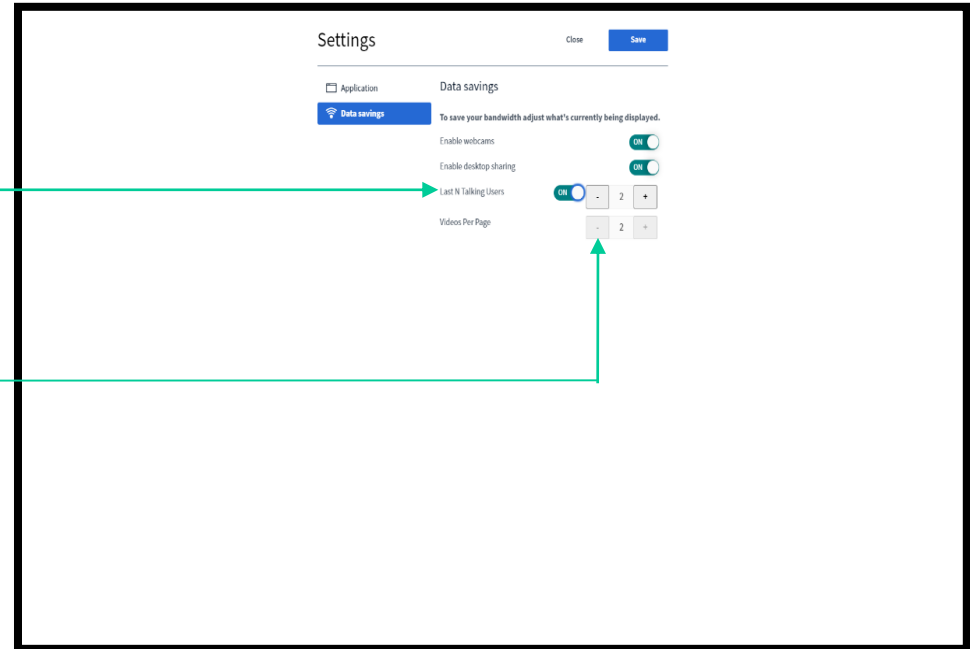 Settings
Close
Save
Application
Data savings
Data savings
To save your bandwidth adjust what's currently being displayed.
Enable webcams
ON
Enable desktop sharing
ON
Last N Talking Users
ON
- 2 +
Videos Per Page
- 2 +